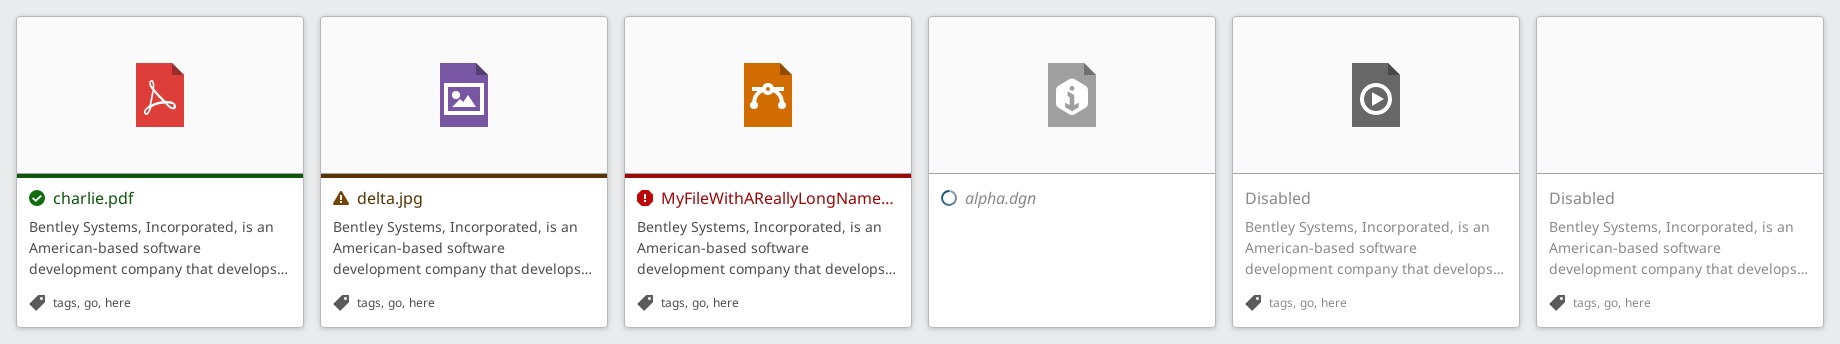 charlie.pdf
Bentley Systems, Incorporated, is an
American-based software
development company that develops...
tags, go, here
delta.jpg
Bentley Systems, Incorporated, is an
American-based software
development company that develops...
tags, go, here
MyFileWithAReallyLongName...
Bentley Systems, Incorporated, is an
American-based software
development company that develops...
tags, go, here
alpha.dgn
Disabled
Bentley Systems, Incorporated, is an
American-based software
development company that develops...
tags, go, here
Disabled
Bentley Systems, Incorporated, is an
American-based software
development company that develops...
tags, go, here